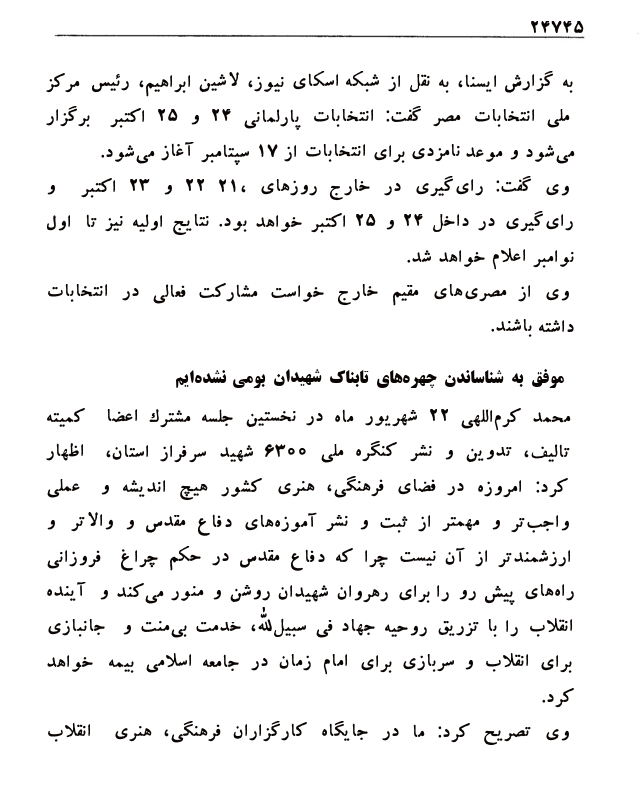 ۲۴۷۴۵
به گزارش ایسنا، به نقل از شبکه اسکای نیوز، لاشین ابراهیم، رئیس مرکز
ملی انتخابات مصر گفت: انتخابات پارلمانی ۲۴ و ۲۵ اکتبر برگزار
می‌شود و موعد نامزدی برای انتخابات از ۱۷ سپتامبر آغاز می‌شود.
وی گفت: رای‌گیری در خارج روزهای ،۲۱ ۲۲ و ۲۳ اکتبر و
رای‌گیری در داخل ۲۴ و ۲۵ اکتبر خواهد بود. نتایج اولیه نیز تا اول
نوامبر اعلام خواهد شد.
وی از مصری‌های مقیم خارج خواست مشارکت فعالی در انتخابات
داشته باشند.
موفق به شناساندن چهره‌های تابناک شهیدان بومی نشده‌ایم
محمد کرم‌اللهی ۲۲ شهریور ماه در نخستین جلسه مشترك اعضا کمیته
تالیف، تدوین و نشر کنگره ملی ۶۳۰۰ شهید سرفراز استان، اظهار
کرد: امروزه در فضای فرهنگی، هنری کشور هیچ اندیشه و عملی
واجب‌تر و مهمتر از ثبت و نشر آموزه‌های دفاع مقدس و والاتر و
ارزشمندتر از آن نیست چرا که دفاع مقدس در حکم چراغ فروزانی
راه‌های پیش رو را برای رهروان شهیدان روشن و منور می‌کند و آینده
انقلاب را با تزریق روحیه جهاد فی سبیل‌لله، خدمت بی‌منت و جانبازی
برای انقلاب و سربازی برای امام زمان در جامعه اسلامی بیمه خواهد
کرد.
وی تصریح کرد: ما در جایگاه کارگزاران فرهنگی، هنری انقلاب